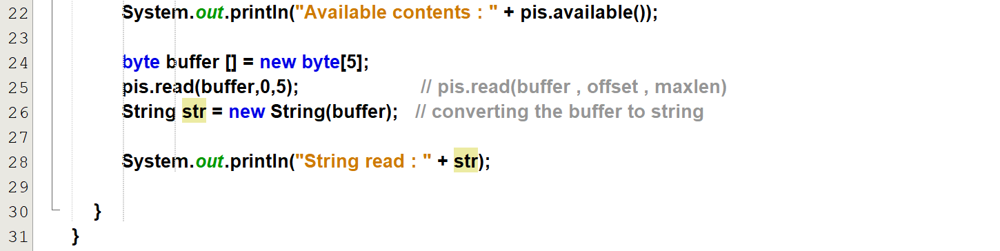 22 System.out.println("Available contents : " + pis.available());
23
24 byte buffer [] = new byte[5];
25 pis.read(buffer,0,5); // pis.read(buffer , offset , maxlen)
26 String str = new String(buffer); // converting the buffer to string
27
28 System.out.println("String read : " + str);
29
30 }
31 }